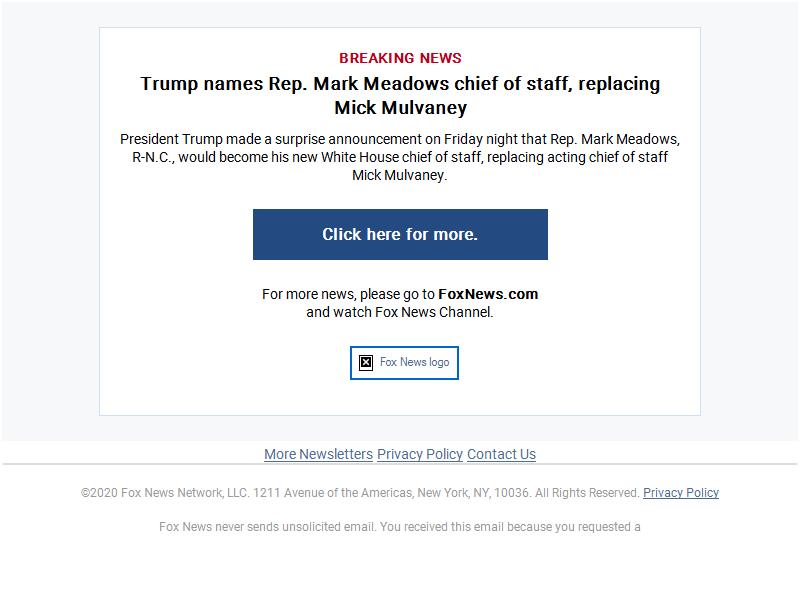 BREAKING NEWS
Trump names Rep. Mark Meadows chief of staff, replacing
Mick Mulvaney
President Trump made a surprise announcement on Friday night that Rep. Mark Meadows,
R-N.C., would become his new White House chief of staff, replacing acting chief of staff
Mick Mulvaney.
Click here for more.
For more news, please go to FoxNews.com
and watch Fox News Channel.
Fox News logo
More Newsletters Privacy Policy Contact Us
©2020 Fox News Network, LLC. 1211 Avenue of the Americas, New York, NY, 10036. All Rights Reserved. Privacy Policy
Fox News never sends unsolicited email. You received this email because you requested a